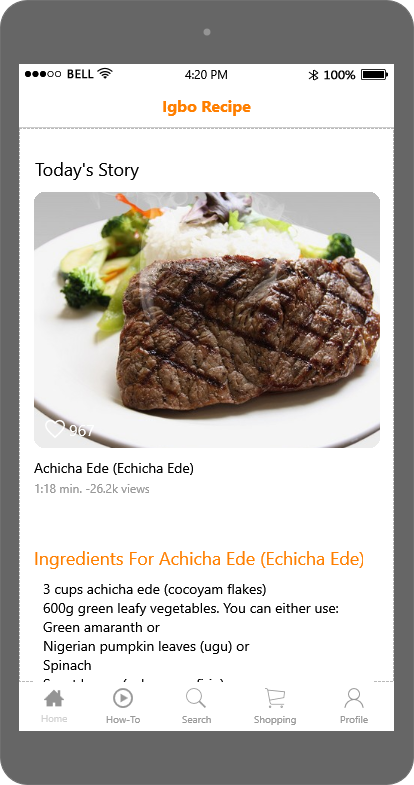 BELL 4:20 PM 100%
Igbo Recipe
Today's Story
967
Achicha Ede (Echicha Ede)
1:18 min. -26.2k views
Ingredients For Achicha Ede (Echicha Ede)
3 cups achicha ede (cocoyam flakes)
600g green leafy vegetables. You can either use:
Green amaranth or
Nigerian pumpkin leaves (ugu) or
Spinach
Home How-To Search Shopping Profile